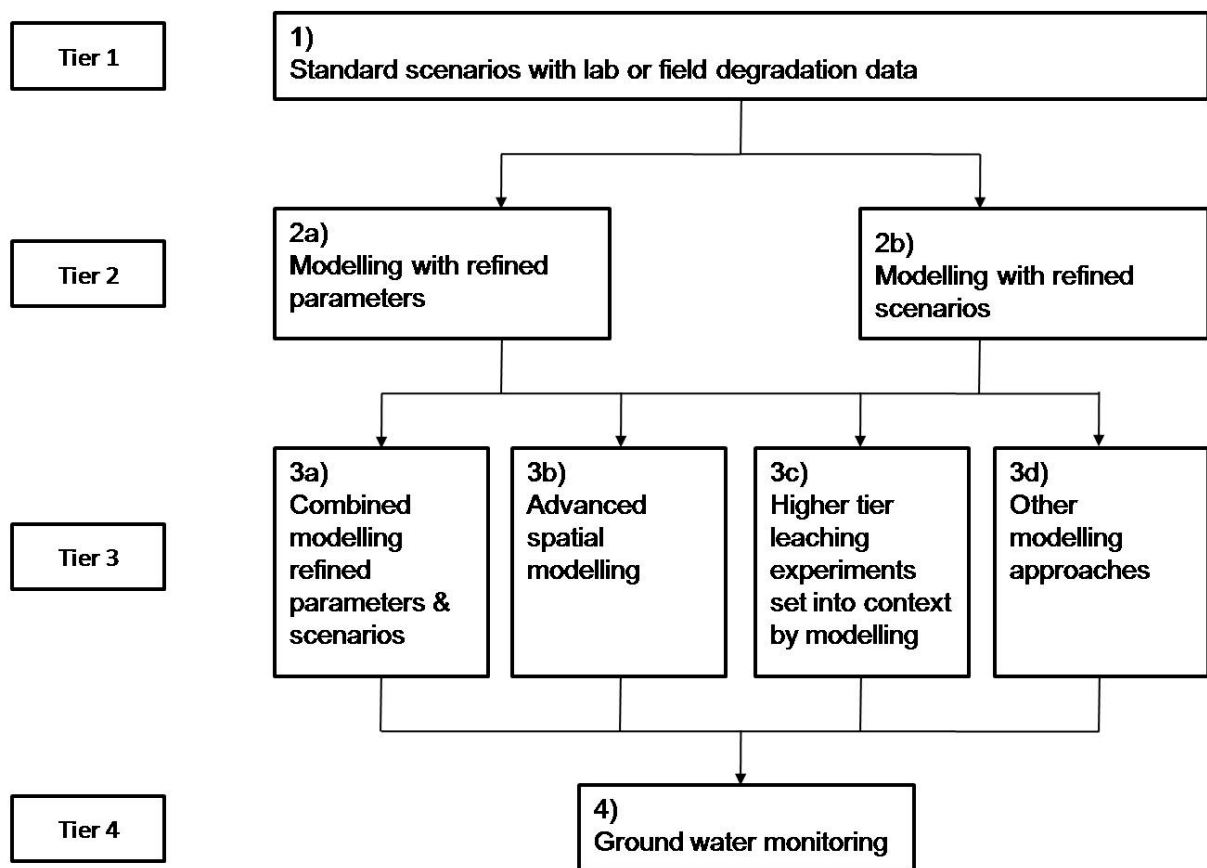 Tier 1
1)
Standard scenarios with lab or field degradation data
Tier 2
2a)
Modelling with refined
parameters
2b)
Modelling with refined
scenarios
Tier 3
3a)
Combined
modelling
refined
parameters &
scenarios
3b)
Advanced
spatial
modelling
3c)
Higher tier
leaching
experiments
set into context
by modelling
3d)
Other
modelling
approaches
Tier 4
4)
Ground water monitoring